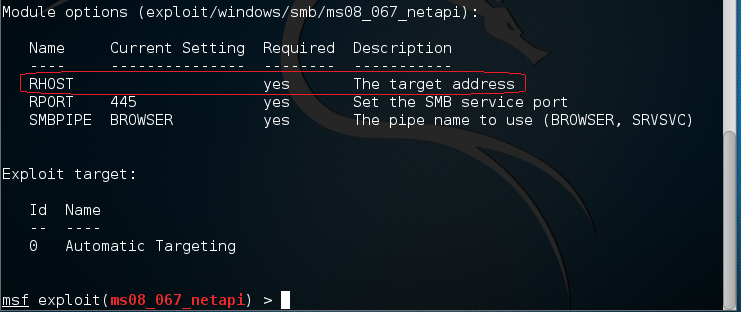 Module options (exploit/windows/smb/ms08_067_netapi):
Name Current Setting Required Description
---- --------------- -------- -----------
RHOST yes The target address
RPORT 445 yes Set the SMB service port
SMBPIPE BROWSER yes The pipe name to use (BROWSER, SRVSVC)
Exploit target:
Id Name
-- ----
0 Automatic Targeting
msf exploit(ms08_067_netapi) >